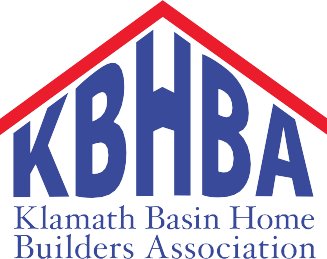 KBHBA
Klamath Basin Home
Builders Association